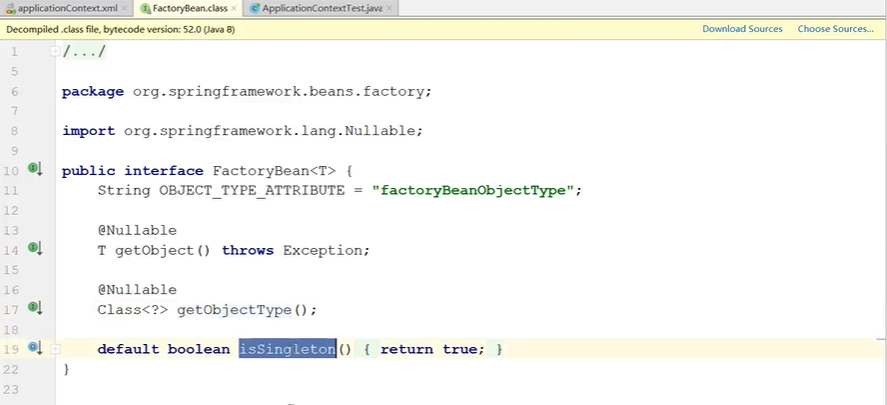 applicationContext.xml FactoryBean.class ApplicationContextTest.java
Decompiled .class file, bytecode version: 52.0 (Java 8) Download Sources Choose Sources...
1 /.../
5
6 package org.springframework.beans.factory;
7
8 import org.springframework.lang.Nullable;
9
10 public interface FactoryBean<T> {
11 String OBJECT_TYPE_ATTRIBUTE = "factoryBeanObjectType";
12
13 @Nullable
14 T getObject() throws Exception;
15
16 @Nullable
17 Class<?> getObjectType();
18
19 default boolean isSingleton() { return true; }
22 }
23